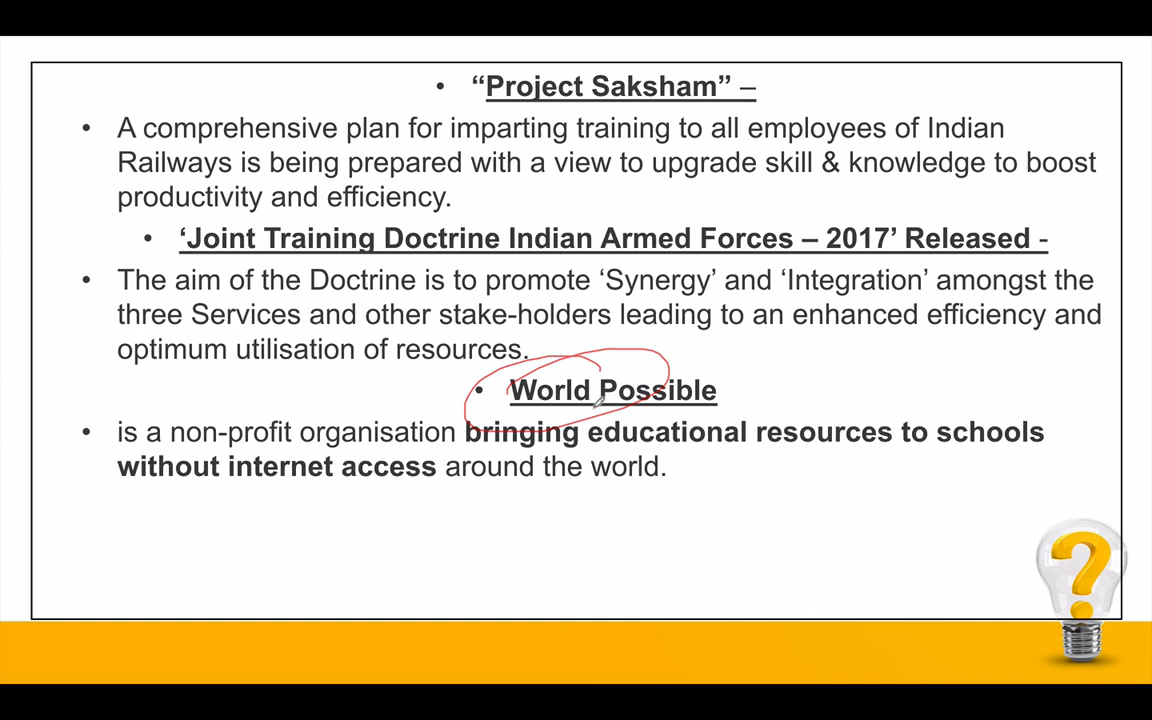 • “Project Saksham” –
• A comprehensive plan for imparting training to all employees of Indian
Railways is being prepared with a view to upgrade skill & knowledge to boost
productivity and efficiency.
• ‘Joint Training Doctrine Indian Armed Forces – 2017’ Released -
• The aim of the Doctrine is to promote ‘Synergy’ and ‘Integration’ amongst the
three Services and other stake-holders leading to an enhanced efficiency and
optimum utilisation of resources.
• World Possible
• is a non-profit organisation bringing educational resources to schools
without internet access around the world.
?